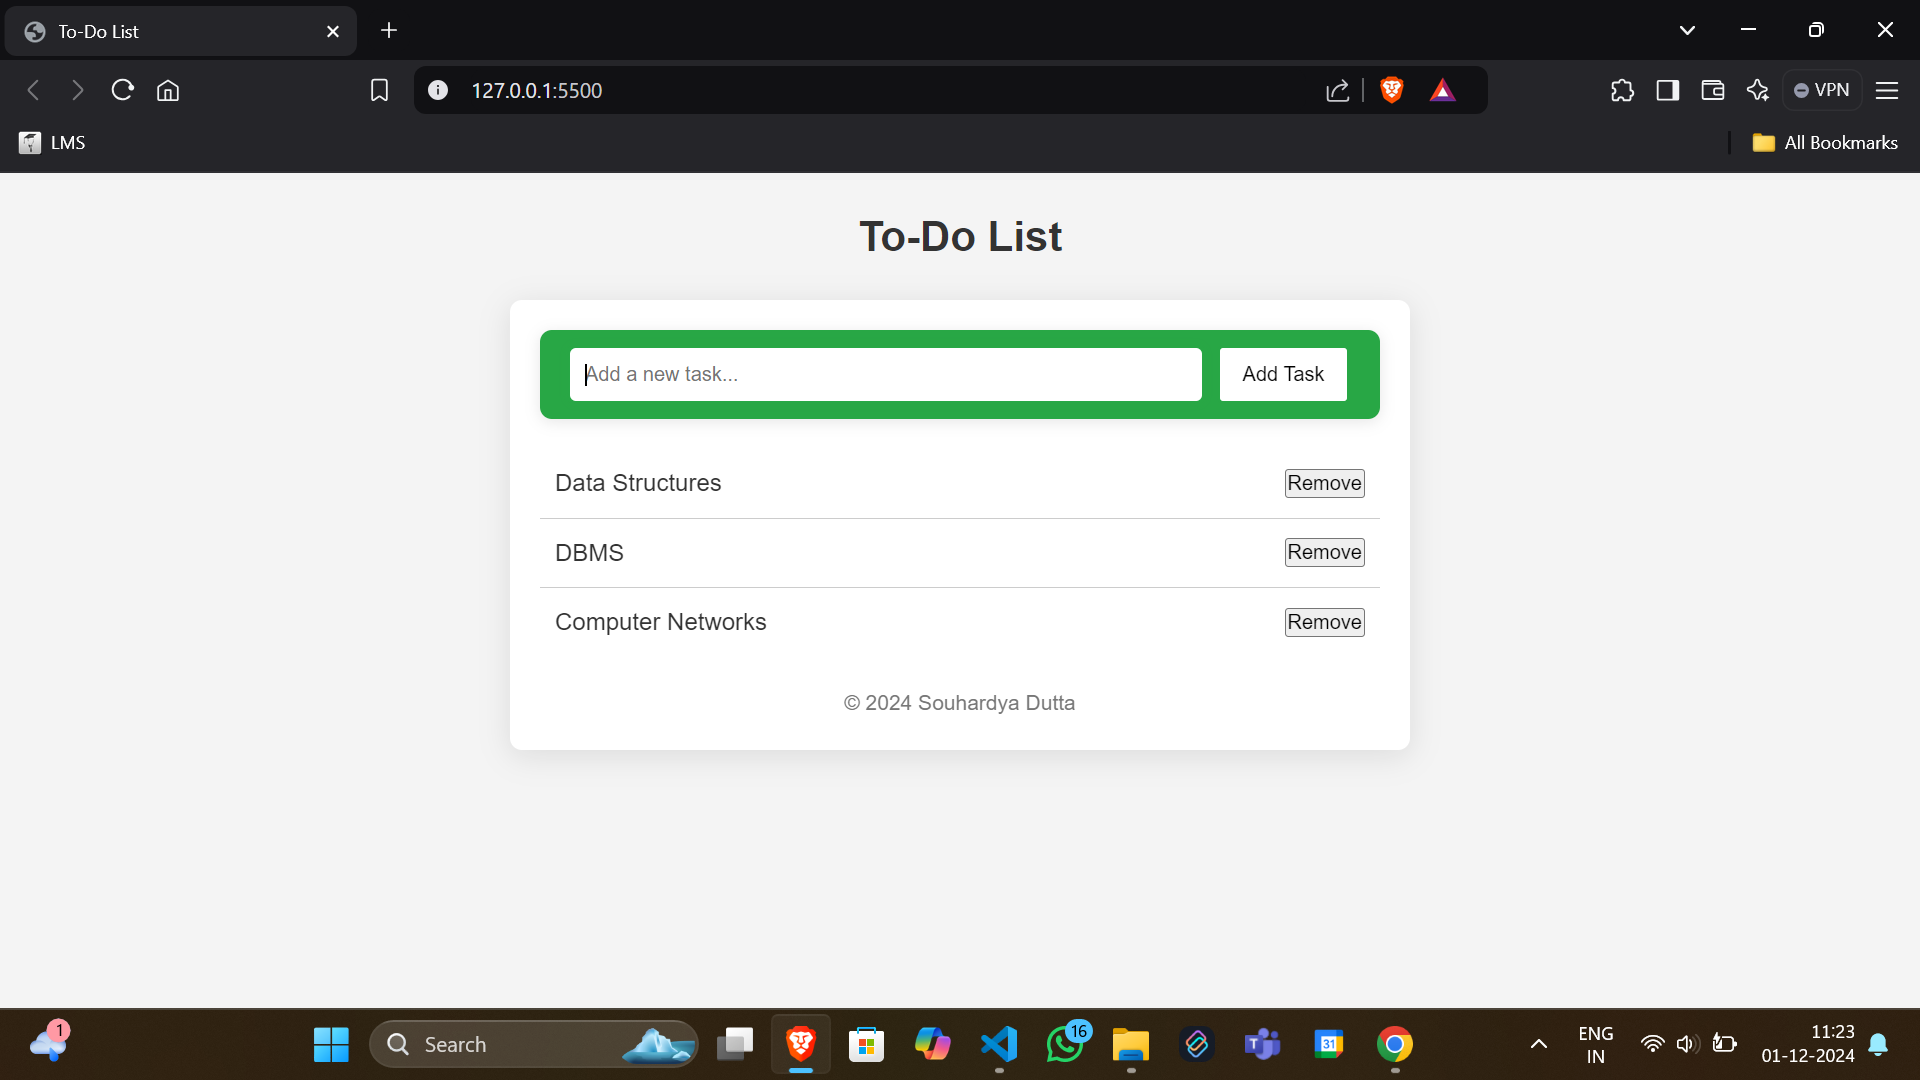 To-Do List
127.0.0.1:5500
VPN
LMS
All Bookmarks
To-Do List
Add a new task...
Add Task
Data Structures
Remove
DBMS
Remove
Computer Networks
Remove
© 2024 Souhardya Dutta
1
Search
16
T
31
ENG
IN
11:23
01-12-2024